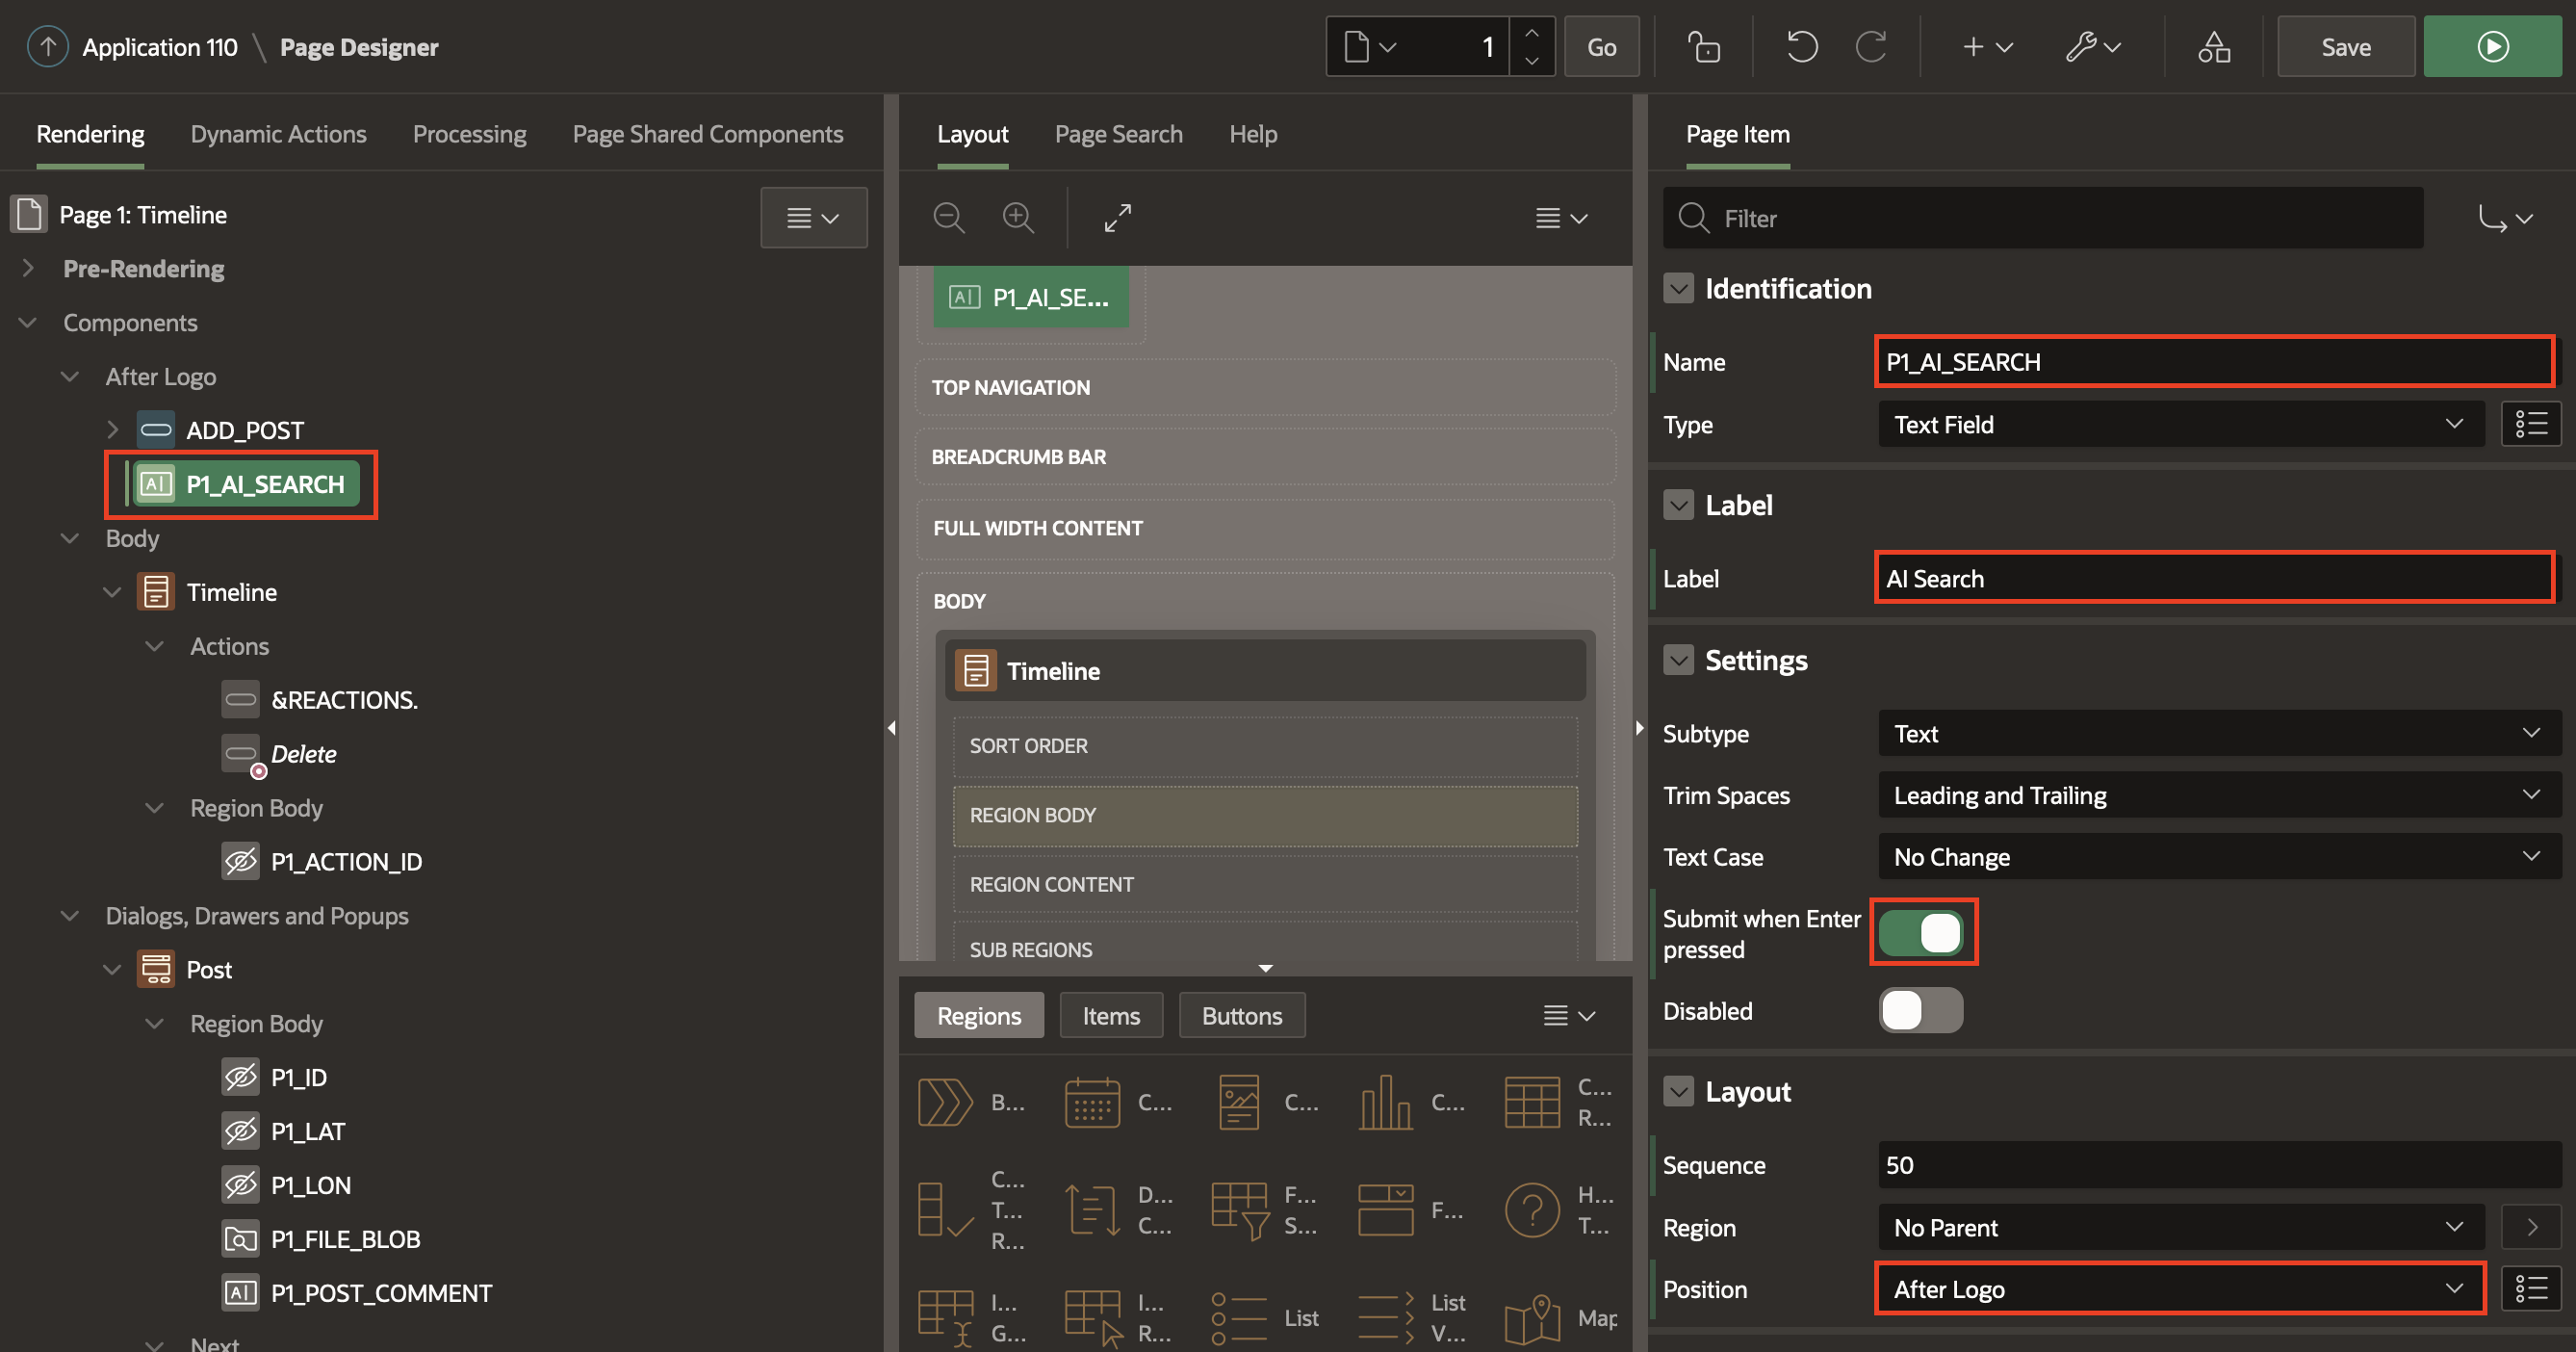 Application 110 \ Page Designer
1
Go
Save
Rendering
Dynamic Actions
Processing
Page Shared Components
Page 1: Timeline
Pre-Rendering
Components
After Logo
ADD_POST
P1_AI_SEARCH
Body
Timeline
Actions
&REACTIONS.
Delete
Region Body
P1_ACTION_ID
Dialogs, Drawers and Popups
Post
Region Body
P1_ID
P1_LAT
P1_LON
P1_FILE_BLOB
P1_POST_COMMENT
Next
Layout
Page Search
Help
P1_AI_SE...
TOP NAVIGATION
BREADCRUMB BAR
FULL WIDTH CONTENT
BODY
Timeline
SORT ORDER
REGION BODY
REGION CONTENT
SUB REGIONS
Regions
Items
Buttons
B...
C...
C...
C...
C...
R...
C...
T...
R...
D...
C...
F...
S...
F...
H...
T...
I...
G...
I...
R...
List
List
V...
Map
Page Item
Filter
Identification
Name
P1_AI_SEARCH
Type
Text Field
Label
Label
AI Search
Settings
Subtype
Text
Trim Spaces
Leading and Trailing
Text Case
No Change
Submit when Enter
pressed
Disabled
Layout
Sequence
50
Region
No Parent
Position
After Logo